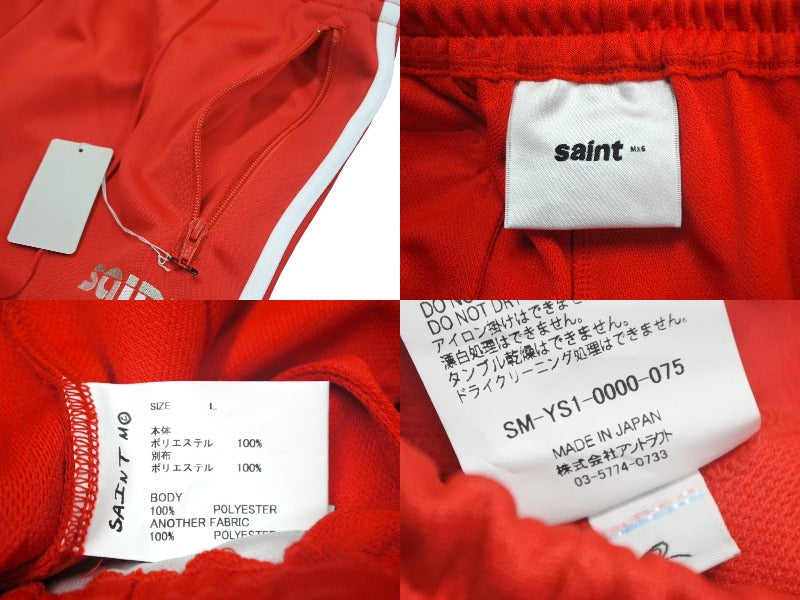 saint
saint Mx6
SAINT M
SIZE L
本体
ポリエステル 100%
別布
ポリエステル 100%
BODY
100% POLYESTER
ANOTHER FABRIC
100% POLYESTER
DO NOT DRY
アイロン掛けはできません。
漂白処理はできません。
タンブル乾燥はできません。
ドライクリーニング処理はできません。
SM-YS1-0000-075
MADE IN JAPAN
株式会社アントラクト
03-5774-0733